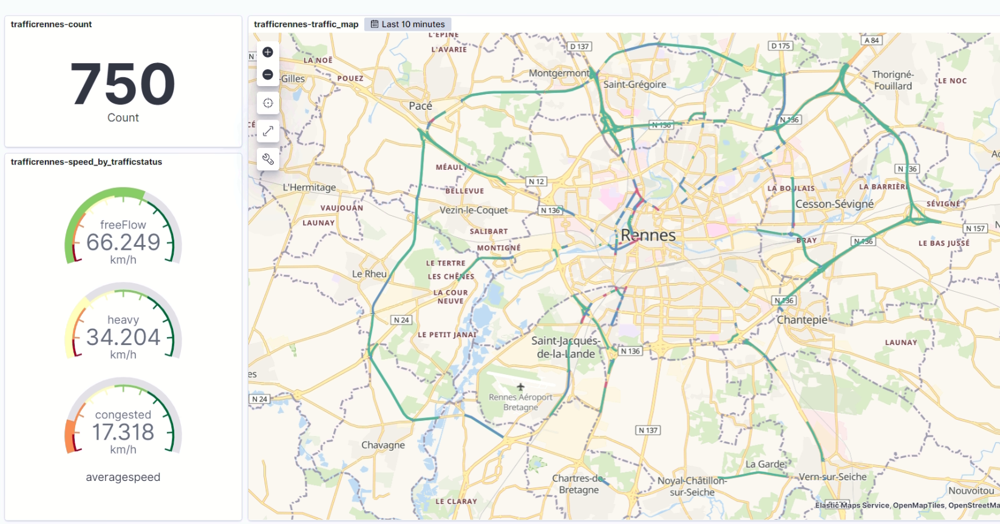 trafficrennes-count
750
Count
trafficrennes-speed_by_trafficstatus
freeFlow
66.249
km/h
heavy
34.204
km/h
congested
17.318
km/h
averagespeed
trafficrennes-traffic_map
Last 10 minutes
L'ÉPINE
L'AVARIE
D 137
D 175
A 84
N
LA NOË
-Gilles
POUEZ
Montgermont
Saint-Grégoire
Thorigné-
Fouillard
LE NOC
Pacé
CÉ
N 136
N 136
MÉAULT
N 12
N 136
L'Hermitage
BELLEVUE
LA BOULAIS
LA BARRIÈRE
VAUJOUAN
Vezin-le-Coquet
N 136
Cesson-Sévigné
SÉVIGNÉ
LAUNAY
SALIBART
Rennes
N 157
MONTIGNÉ
BRAY
N 136
LE BAS JUSSÉ
LE TERTRE
Le Rheu
LES CHÊNES
LA COUR
NEUVE
N 136
N 24
Chantepie
LE PETIT JANAI
Saint-Jacques-
de-la-Lande
N 136
LAUNAY
es
Rennes Aéroport
Bretagne
N 24
N 137
Chavagne
La Garde
Chartres-de-
Bretagne
Noyal-Châtillon-
sur-Seiche
Vern-sur-Seiche
Nouvoitou
LE CLARAY
Elastic Maps Service, OpenMapTiles, OpenStreetMa